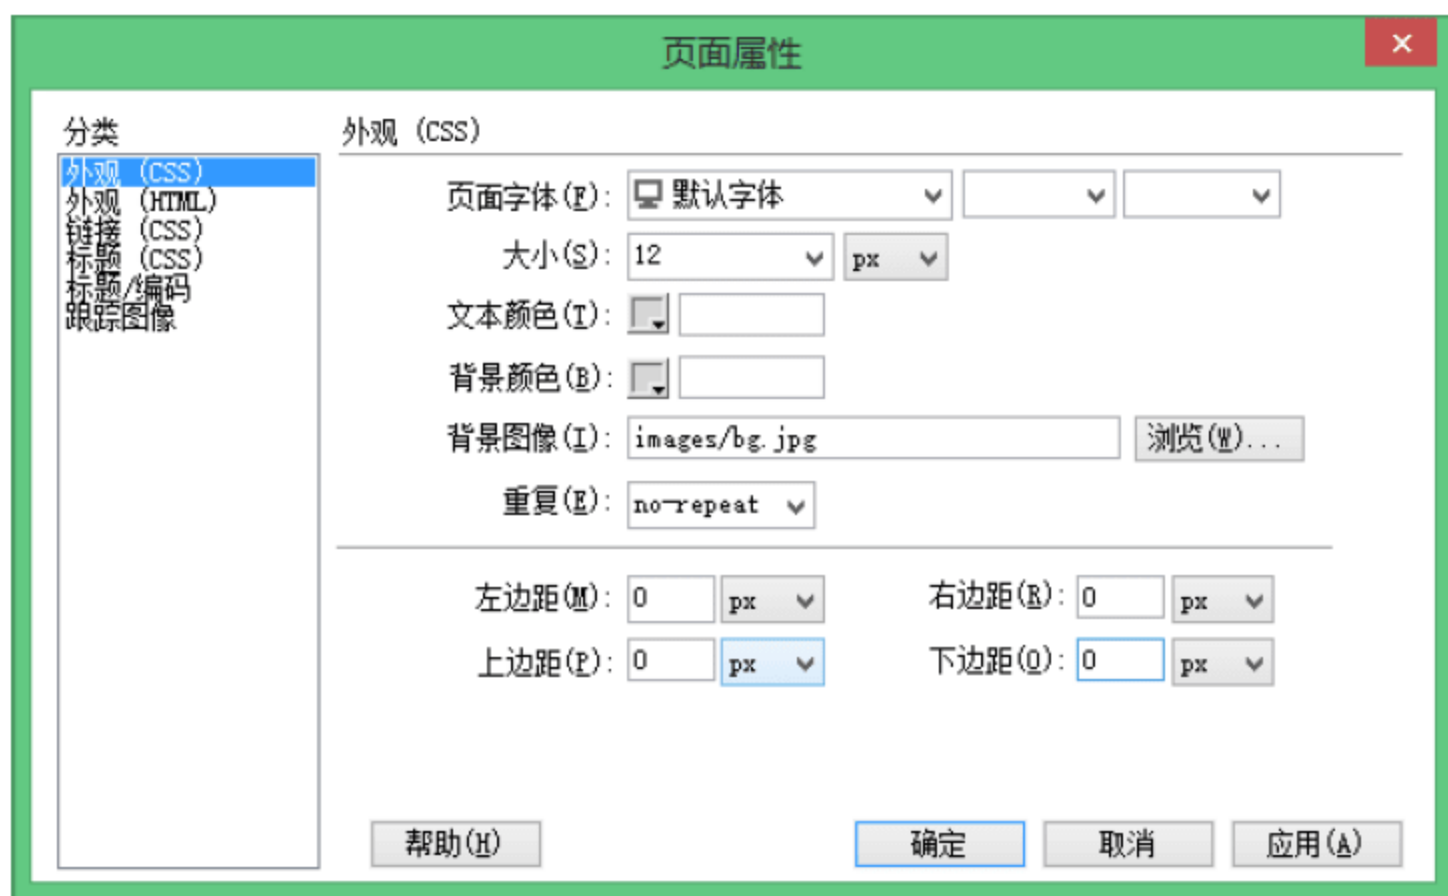 页面属性
分类
外观 (CSS)
外观 (HTML)
链接 (CSS)
标题 (CSS)
标题/编码
跟踪图像
外观 (CSS)
页面字体(F): 默认字体
大小(S): 12 px
文本颜色(T):
背景颜色(B):
背景图像(I): images/bg.jpg 浏览(W)...
重复(E): no-repeat
左边距(M): 0 px 右边距(R): 0 px
上边距(P): 0 px 下边距(O): 0 px
帮助(H) 确定 取消 应用(A)